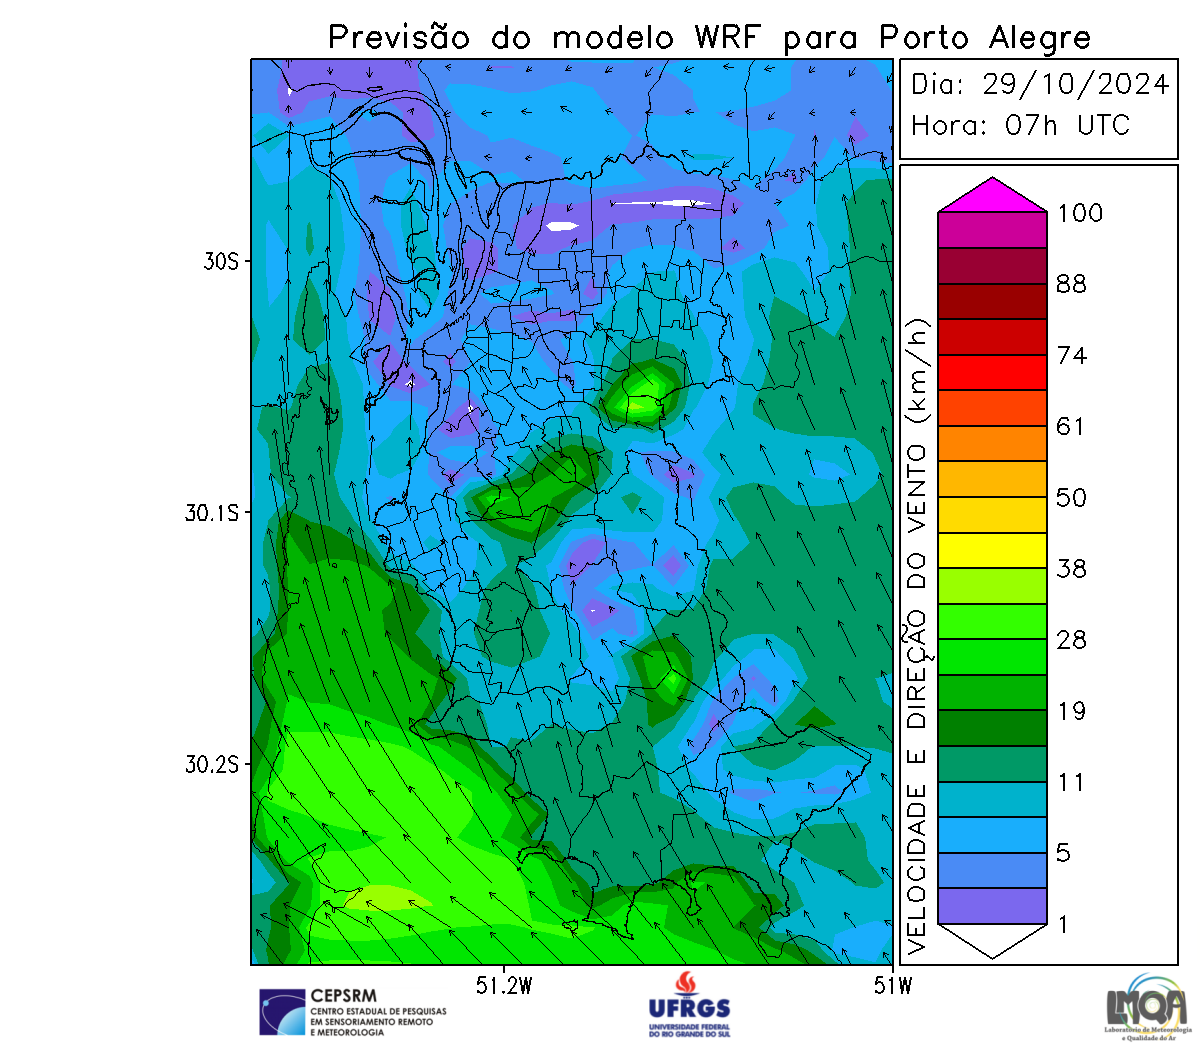 Previsão do modelo WRF para Porto Alegre
Dia: 29/10/2024
Hora: 07h UTC
VELOCIDADE E DIREÇÃO DO VENTO (km/h)
100
88
74
61
50
38
28
19
11
5
1
30S
30.1S
30.2S
51.2W
51W
CEPSRM
CENTRO ESTADUAL DE PESQUISAS
EM SENSORIAMENTO REMOTO
E METEOROLOGIA
UFRGS
UNIVERSIDADE FEDERAL
DO RIO GRANDE DO SUL
LMQA
Laboratório de Meteorologia
e Qualidade do Ar